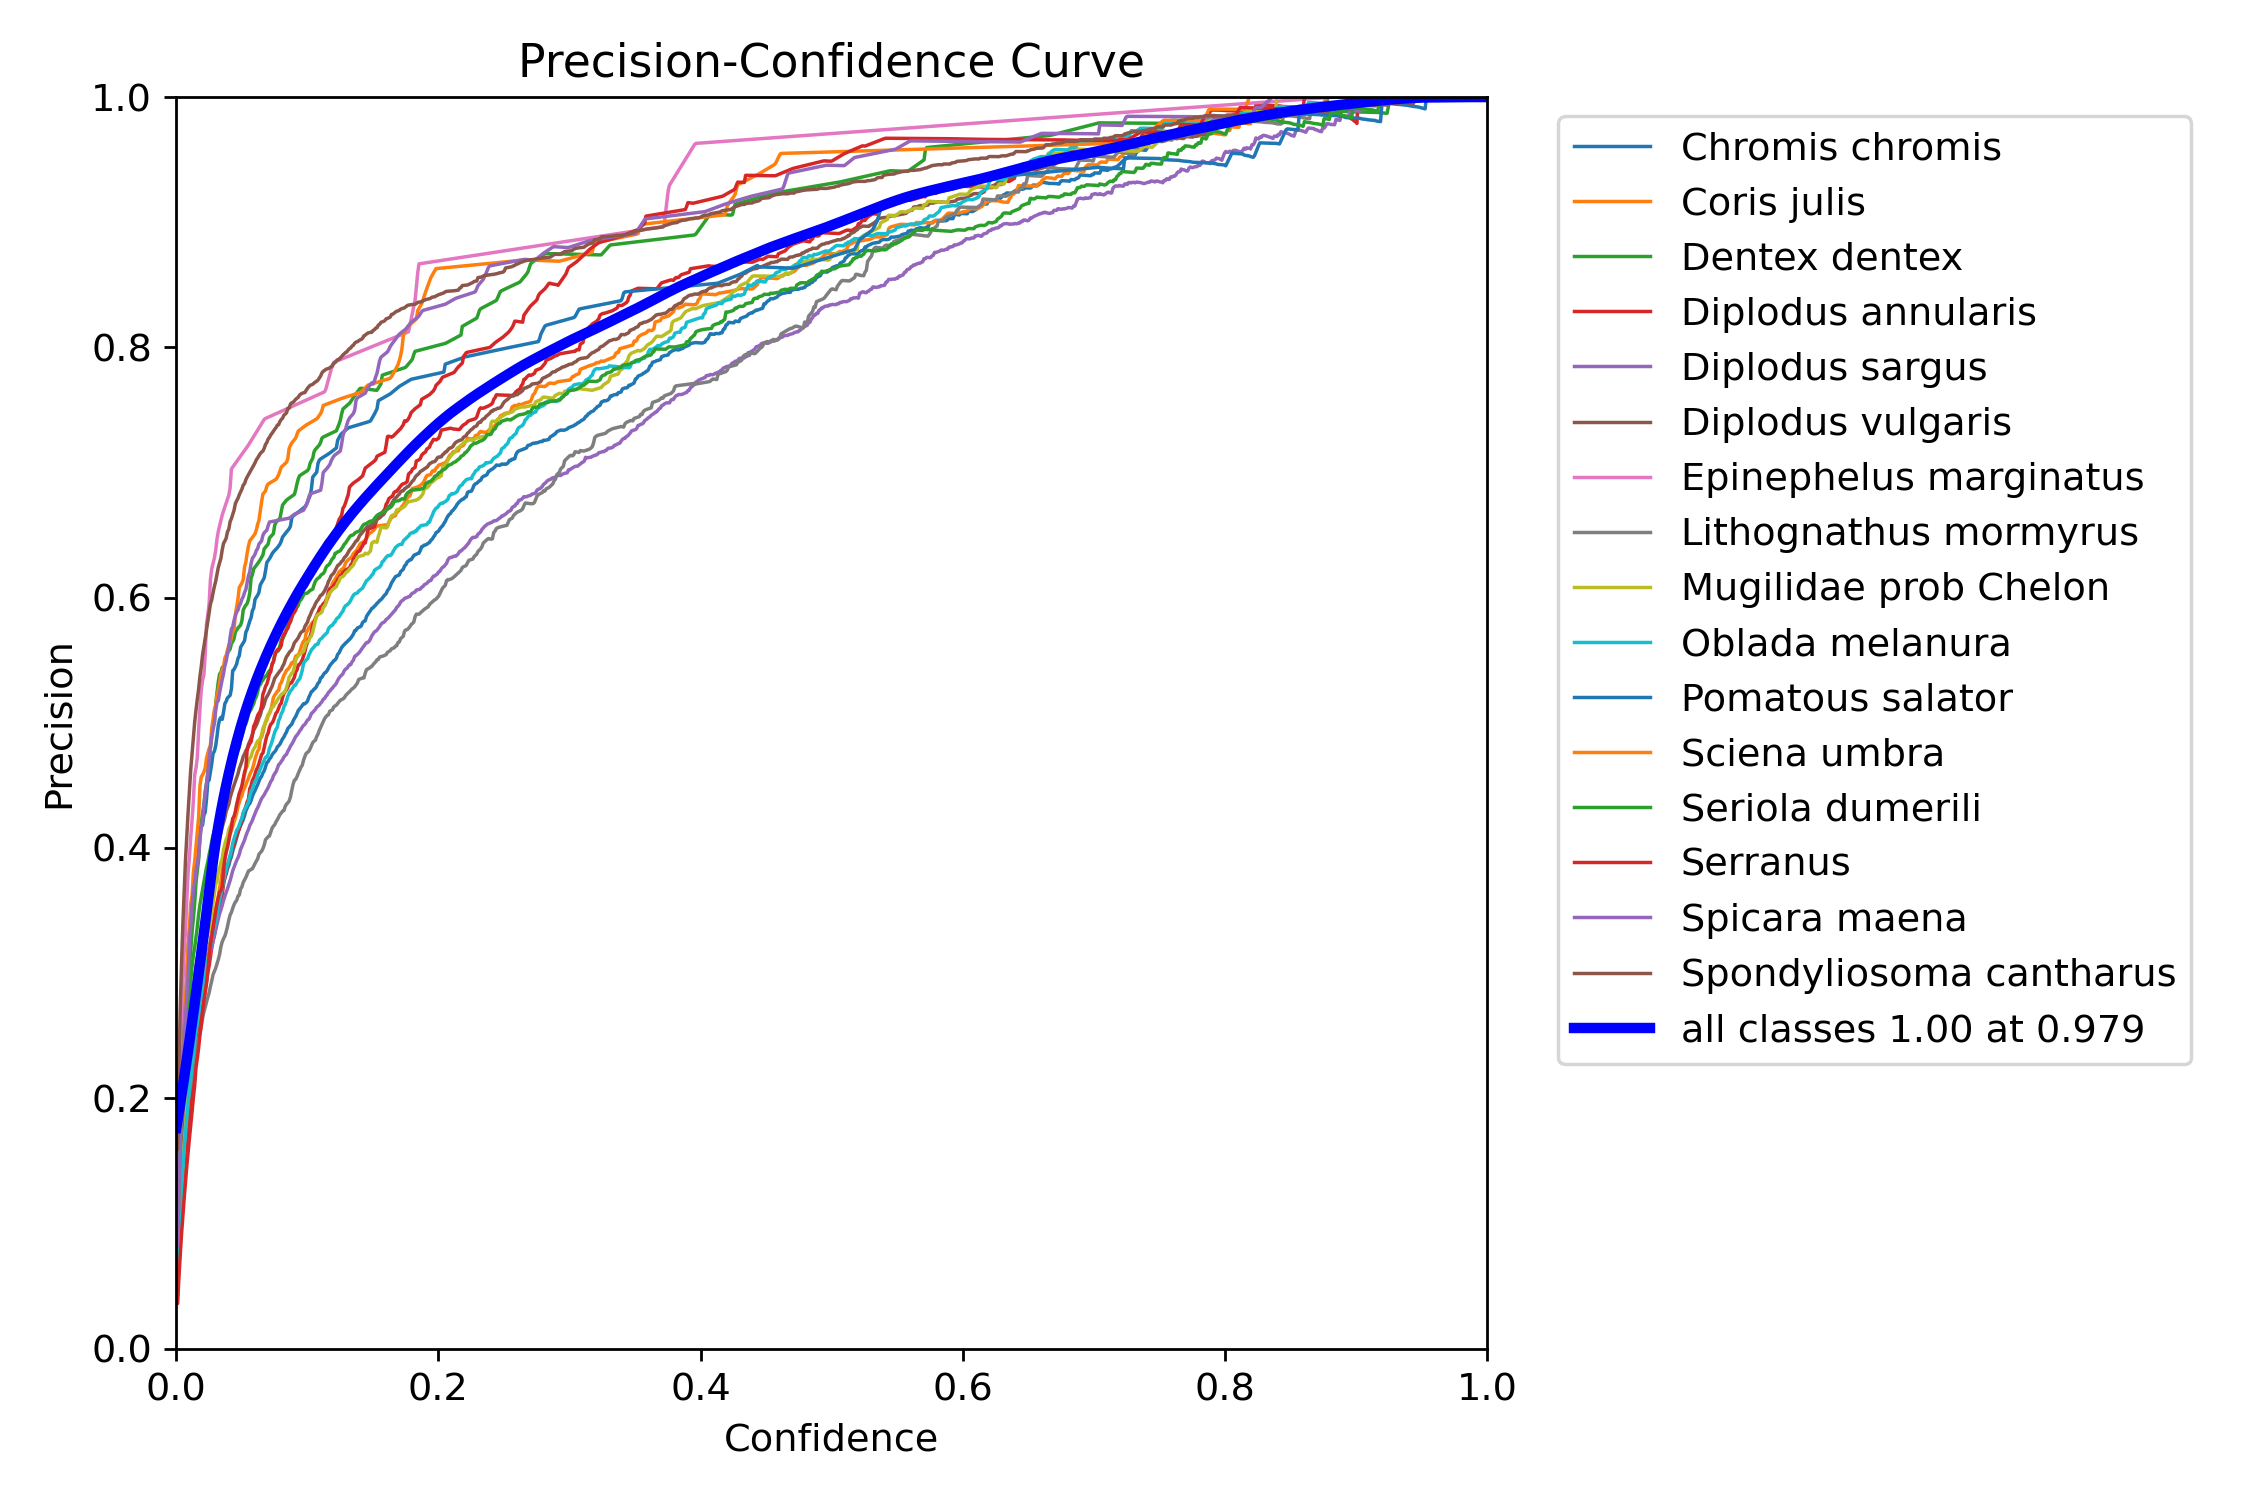 Precision-Confidence Curve
1.0
0.8
0.6
0.4
0.2
0.0
Precision
0.0 0.2 0.4 0.6 0.8 1.0
Confidence
Chromis chromis
Coris julis
Dentex dentex
Diplodus annularis
Diplodus sargus
Diplodus vulgaris
Epinephelus marginatus
Lithognathus mormyrus
Mugilidae prob Chelon
Oblada melanura
Pomatous salator
Sciena umbra
Seriola dumerili
Serranus
Spicara maena
Spondyliosoma cantharus
all classes 1.00 at 0.979